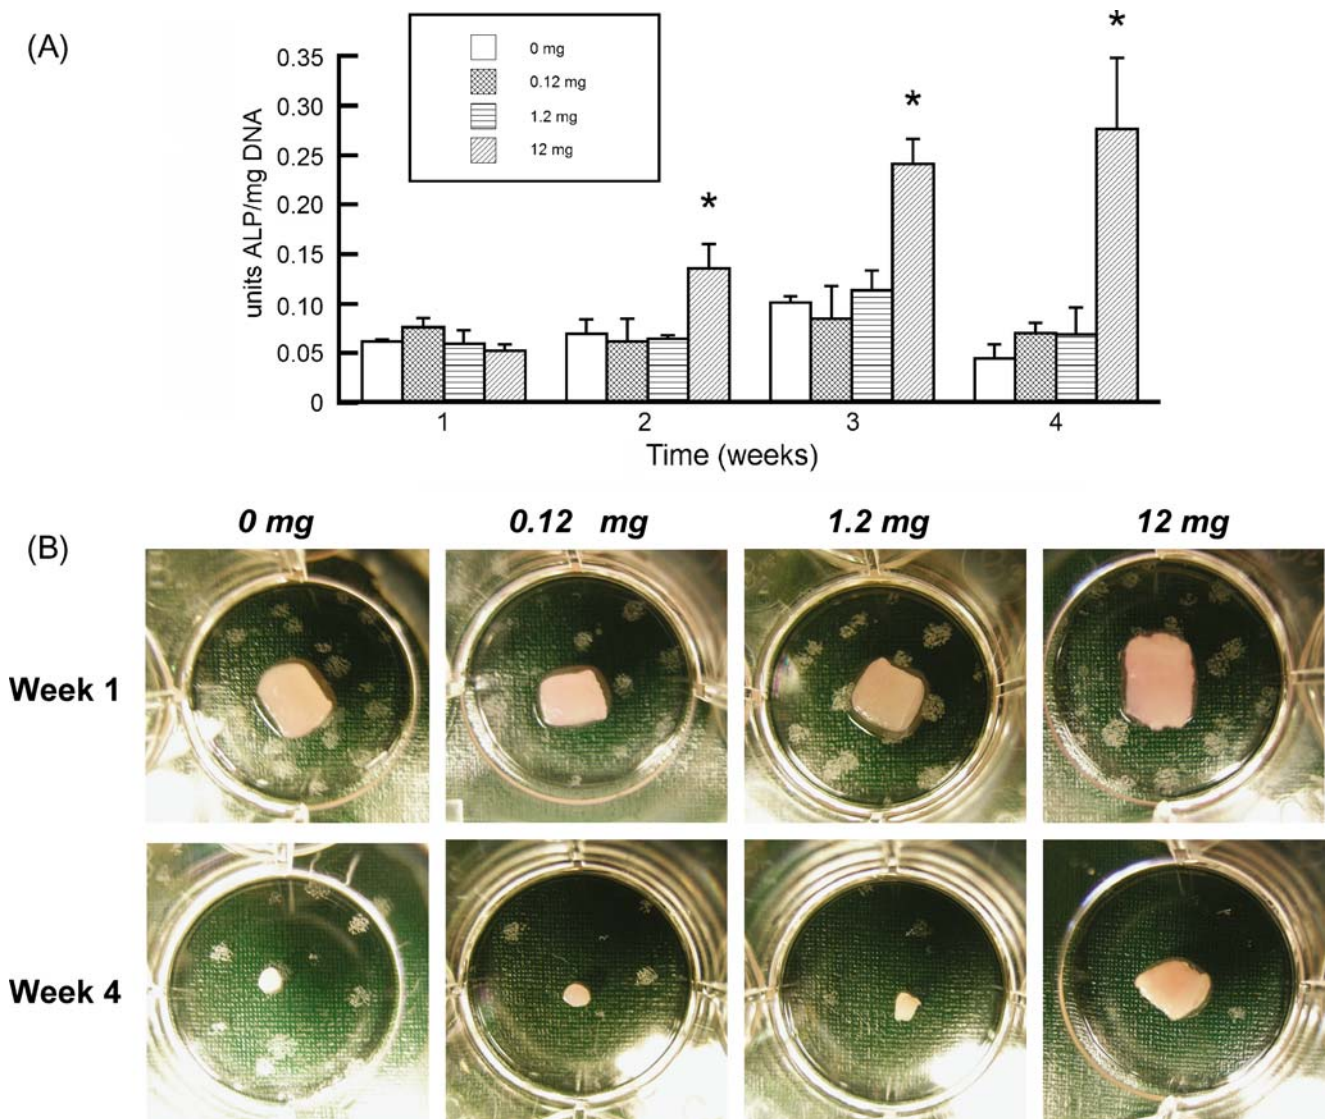 (A)
units ALP/mg DNA
0.35
0.30
0.25
0.20
0.15
0.10
0.05
0
0 mg
0.12 mg
1.2 mg
12 mg
*
*
*
1
2
3
4
Time (weeks)
(B)
0 mg
0.12 mg
1.2 mg
12 mg
Week 1
Week 4